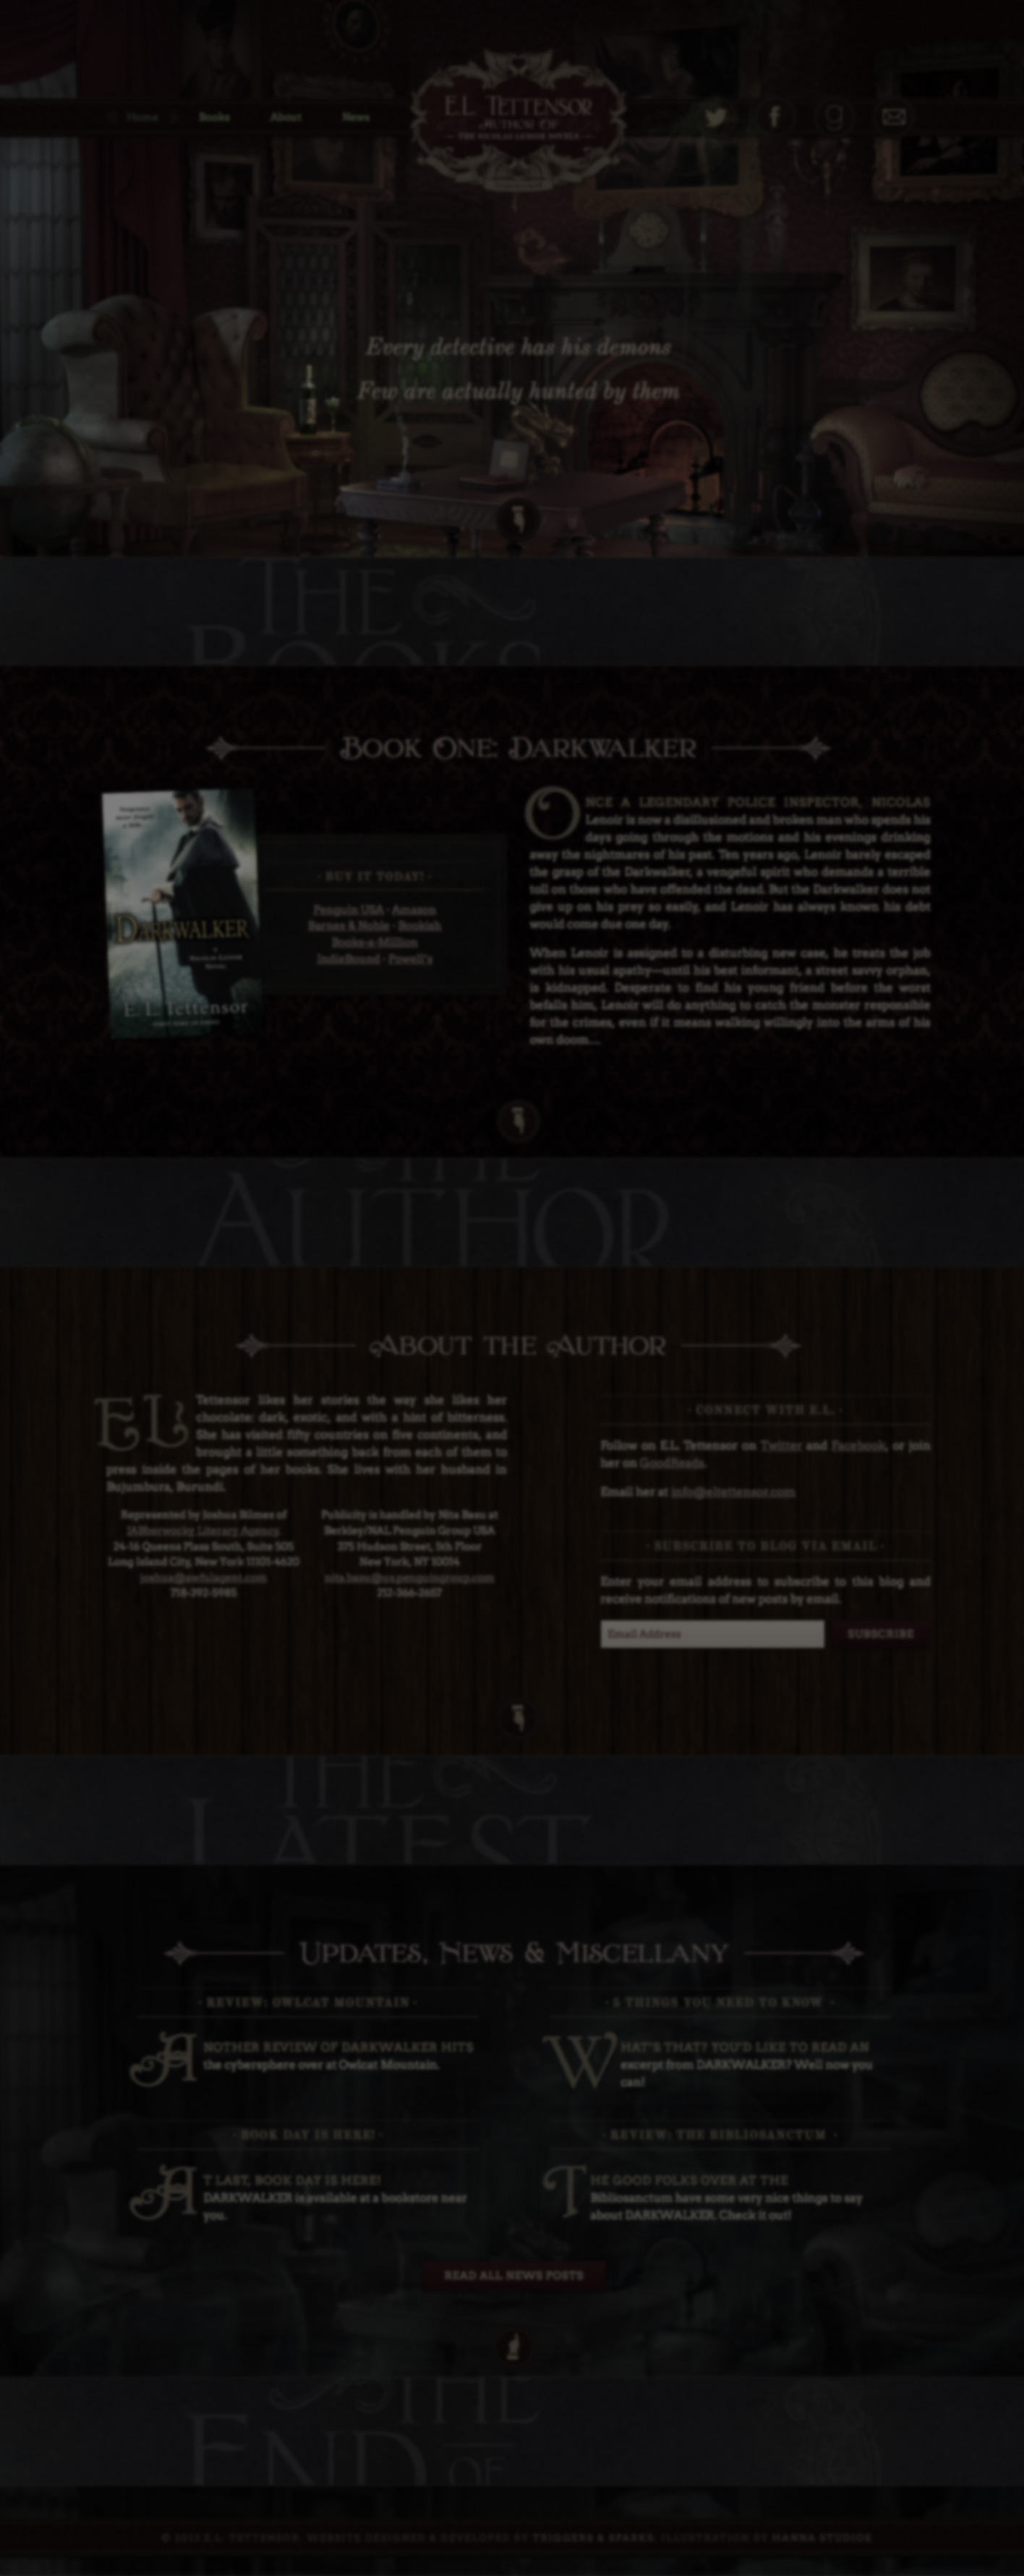 Home
Books
About
News
E.L. TETTENSOR
AUTHOR OF
THE NICOLAS LENOIR NOVELS
Every detective has his demons
Few are actually hunted by them
THE
BOOKS
BOOK ONE: DARKWALKER
DARKWALKER
E. L. Tettensor
· BUY IT TODAY! ·
Penguin USA · Amazon
Barnes & Noble · Bookish
Books-a-Million
IndieBound · Powell's
ONCE A LEGENDARY POLICE INSPECTOR, NICOLAS
Lenoir is now a disillusioned and broken man who spends his
days going through the motions and his evenings drinking
away the nightmares of his past. Ten years ago, Lenoir barely escaped
the grasp of the Darkwalker, a vengeful spirit who demands a terrible
toll on those who have offended the dead. But the Darkwalker does not
give up on his prey so easily, and Lenoir has always known his debt
would come due one day.
When Lenoir is assigned to a disturbing new case, he treats the job
with his usual apathy—until his best informant, a street savvy orphan,
is kidnapped. Desperate to find his young friend before the worst
befalls him, Lenoir will do anything to catch the monster responsible
for the crimes, even if it means walking willingly into the arms of his
own doom…
THE
AUTHOR
ABOUT THE AUTHOR
EL Tettensor likes her stories the way she likes her
chocolate: dark, exotic, and with a hint of bitterness.
She has visited fifty countries on five continents, and
brought a little something back from each of them to
press inside the pages of her books. She lives with her husband in
Bujumbura, Burundi.
Represented by Joshua Bilmes of
JABberwocky Literary Agency.
24-16 Queens Plaza South, Suite 505
Long Island City, New York 11101-4620
joshua@awfulagent.com
718-392-5985
Publicity is handled by Nita Basu at
Berkley/NAL Penguin Group USA
375 Hudson Street, 5th Floor
New York, NY 10014
nita.basu@us.penguingroup.com
212-366-2657
· CONNECT WITH E.L. ·
Follow on E.L. Tettensor on Twitter and Facebook, or join
her on GoodReads.
Email her at info@eltettensor.com
· SUBSCRIBE TO BLOG VIA EMAIL ·
Enter your email address to subscribe to this blog and
receive notifications of new posts by email.
Email Address
SUBSCRIBE
THE
LATEST
UPDATES, NEWS & MISCELLANY
· REVIEW: OWLCAT MOUNTAIN ·
ANOTHER REVIEW OF DARKWALKER HITS
the cybersphere over at Owlcat Mountain.
· 5 THINGS YOU NEED TO KNOW ·
WHAT'S THAT? YOU'D LIKE TO READ AN
excerpt from DARKWALKER? Well now you
can!
· BOOK DAY IS HERE! ·
AT LAST, BOOK DAY IS HERE!
DARKWALKER is available at a bookstore near
you.
· REVIEW: THE BIBLIOSANCTUM ·
THE GOOD FOLKS OVER AT THE
Bibliosanctum have some very nice things to say
about DARKWALKER. Check it out!
READ ALL NEWS POSTS
THE
END OF
© 2013 E.L. TETTENSOR. WEBSITE DESIGNED & DEVELOPED BY TRIGGERS & SPARKS. ILLUSTRATION BY HANNA STUDIOS.